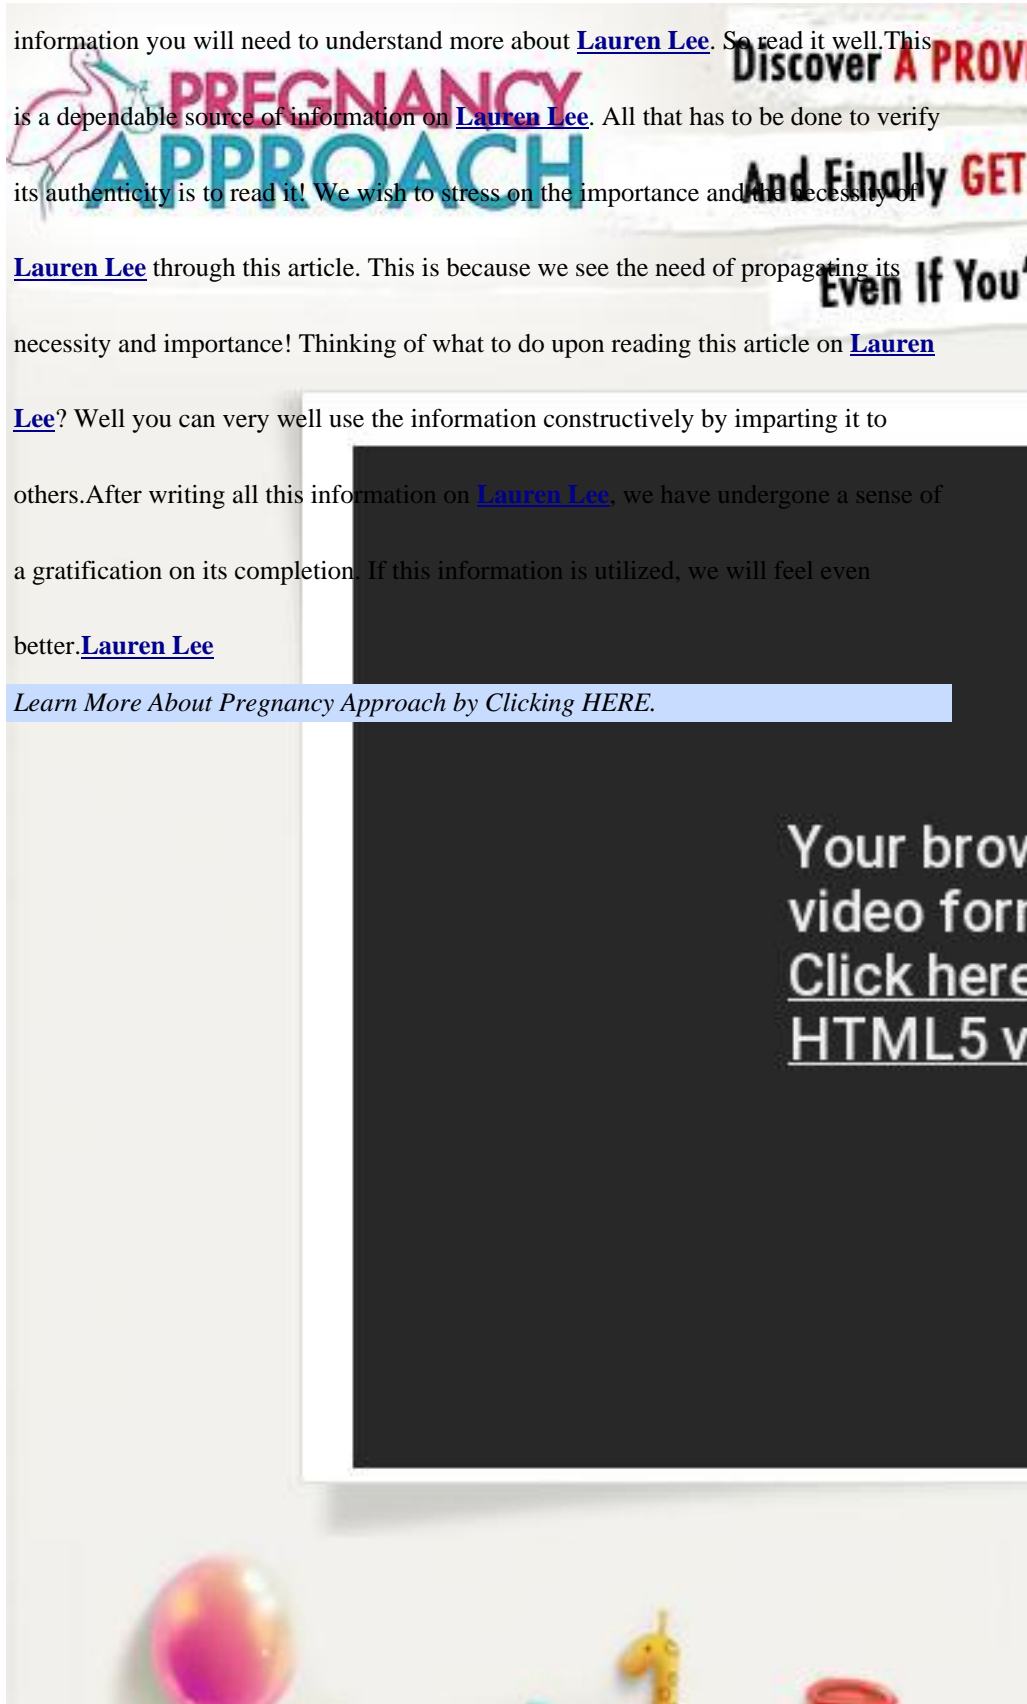 information you will need to understand more about Lauren Lee. So read it well.This
is a dependable source of information on Lauren Lee. All that has to be done to verify
its authenticity is to read it! We wish to stress on the importance and the necessity of
Lauren Lee through this article. This is because we see the need of propagating its
necessity and importance! Thinking of what to do upon reading this article on Lauren
Lee? Well you can very well use the information constructively by imparting it to
others.After writing all this information on Lauren Lee, we have undergone a sense of
a gratification on its completion. If this information is utilized, we will feel even
better.Lauren Lee
Learn More About Pregnancy Approach by Clicking HERE.
PREGNANCY
APPROACH
Discover A PROV
And Finally GET
Even If You'
Your brow
video for
Click here
HTML5 v